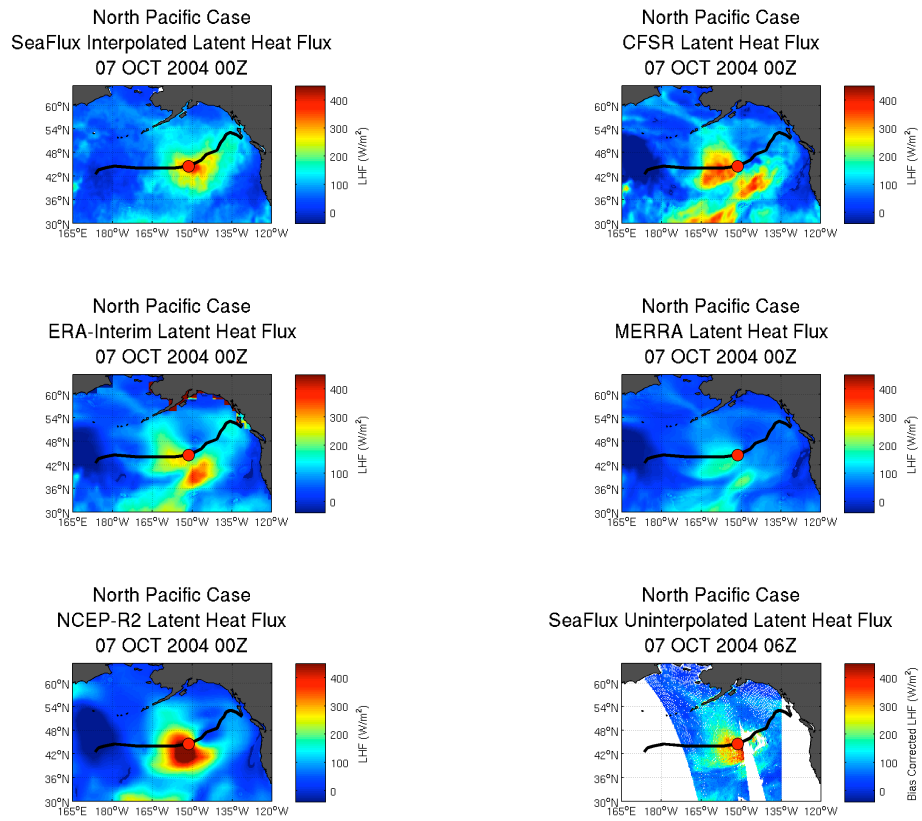 North Pacific Case
SeaFlux Interpolated Latent Heat Flux
07 OCT 2004 00Z
60°N
54°N
48°N
42°N
36°N
30°N
165°E 180°W 165°W 150°W 135°W 120°W
400
300
200
100
0
LHF (W/m²)
North Pacific Case
CFSR Latent Heat Flux
07 OCT 2004 00Z
60°N
54°N
48°N
42°N
36°N
30°N
165°E 180°W 165°W 150°W 135°W 120°W
400
300
200
100
0
LHF (W/m²)
North Pacific Case
ERA-Interim Latent Heat Flux
07 OCT 2004 00Z
60°N
54°N
48°N
42°N
36°N
30°N
165°E 180°W 165°W 150°W 135°W 120°W
400
300
200
100
0
LHF (W/m²)
North Pacific Case
MERRA Latent Heat Flux
07 OCT 2004 00Z
60°N
54°N
48°N
42°N
36°N
30°N
165°E 180°W 165°W 150°W 135°W 120°W
400
300
200
100
0
LHF (W/m²)
North Pacific Case
NCEP-R2 Latent Heat Flux
07 OCT 2004 00Z
60°N
54°N
48°N
42°N
36°N
30°N
165°E 180°W 165°W 150°W 135°W 120°W
400
300
200
100
0
LHF (W/m²)
North Pacific Case
SeaFlux Uninterpolated Latent Heat Flux
07 OCT 2004 06Z
60°N
54°N
48°N
42°N
36°N
30°N
165°E 180°W 165°W 150°W 135°W 120°W
400
300
200
100
0
Bias Corrected LHF (W/m²)